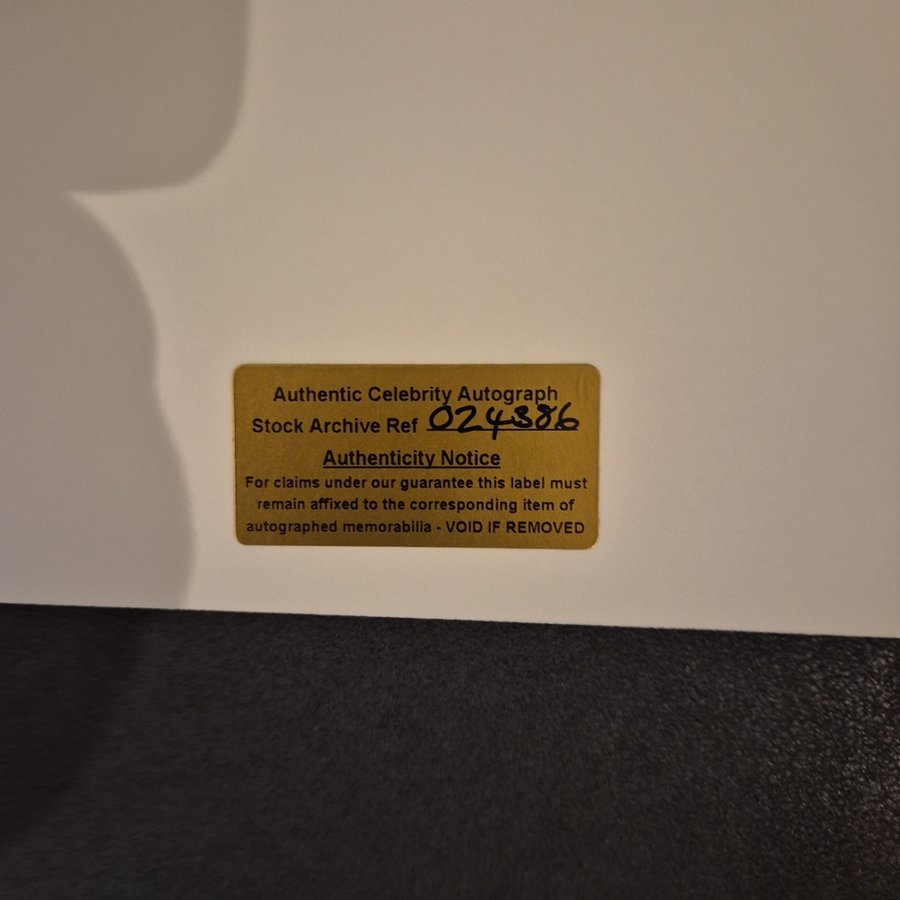 Authentic Celebrity Autograph
Stock Archive Ref 024386
Authenticity Notice
For claims under our guarantee this label must
remain affixed to the corresponding item of
autographed memorabilia - VOID IF REMOVED